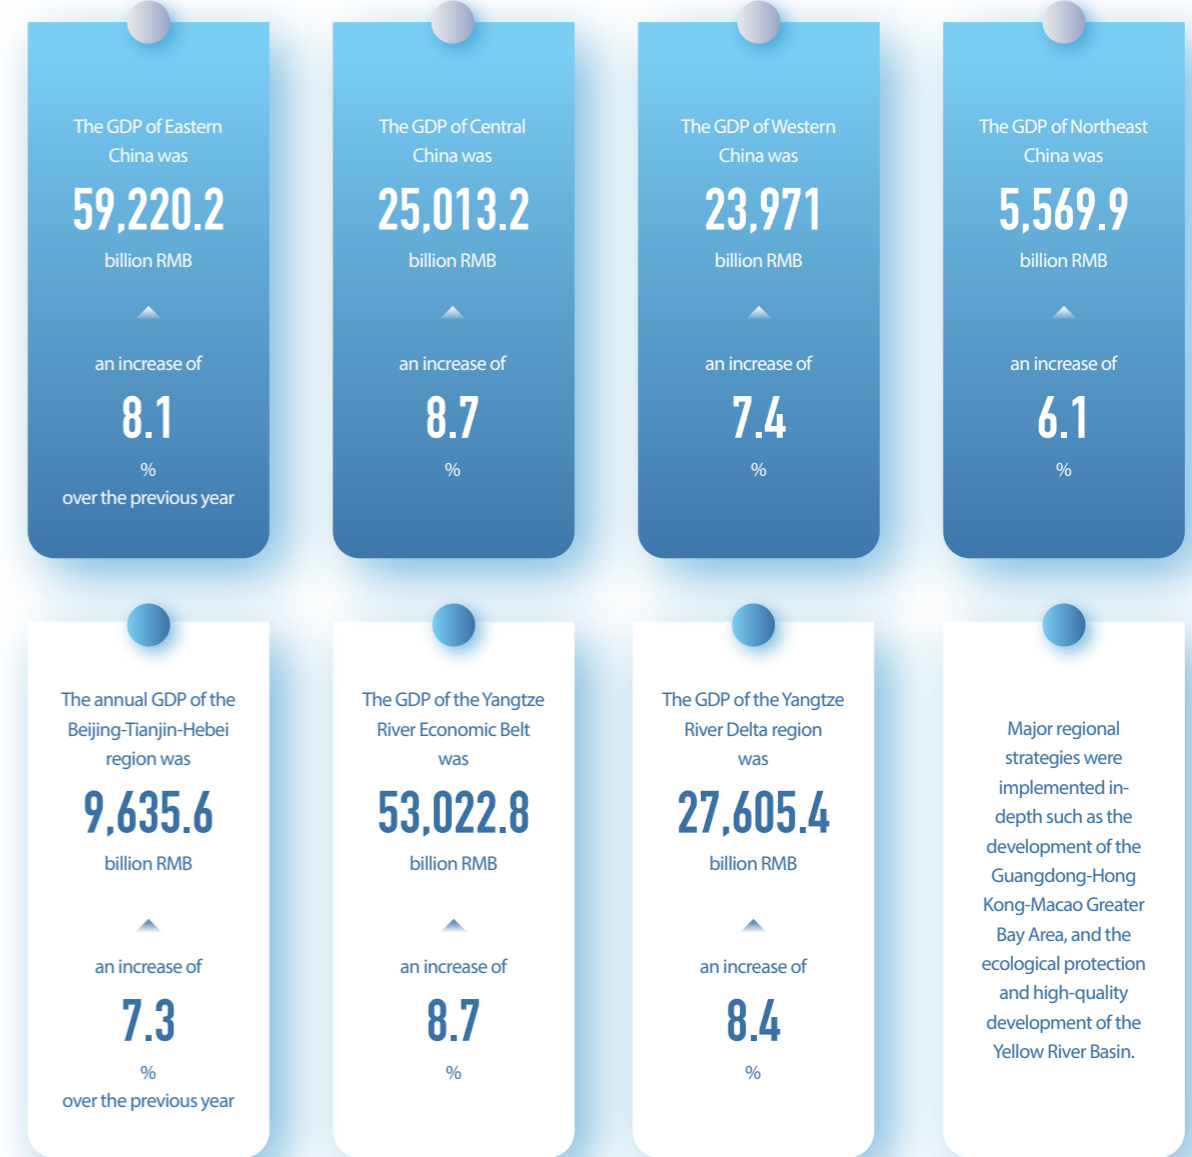 The GDP of Eastern
China was
59,220.2
billion RMB
an increase of
8.1
%
over the previous year
The GDP of Central
China was
25,013.2
billion RMB
an increase of
8.7
%
The GDP of Western
China was
23,971
billion RMB
an increase of
7.4
%
The GDP of Northeast
China was
5,569.9
billion RMB
an increase of
6.1
%
The annual GDP of the
Beijing-Tianjin-Hebei
region was
9,635.6
billion RMB
an increase of
7.3
%
over the previous year
The GDP of the Yangtze
River Economic Belt
was
53,022.8
billion RMB
an increase of
8.7
%
The GDP of the Yangtze
River Delta region
was
27,605.4
billion RMB
an increase of
8.4
%
Major regional
strategies were
implemented in-
depth such as the
development of the
Guangdong-Hong
Kong-Macao Greater
Bay Area, and the
ecological protection
and high-quality
development of the
Yellow River Basin.